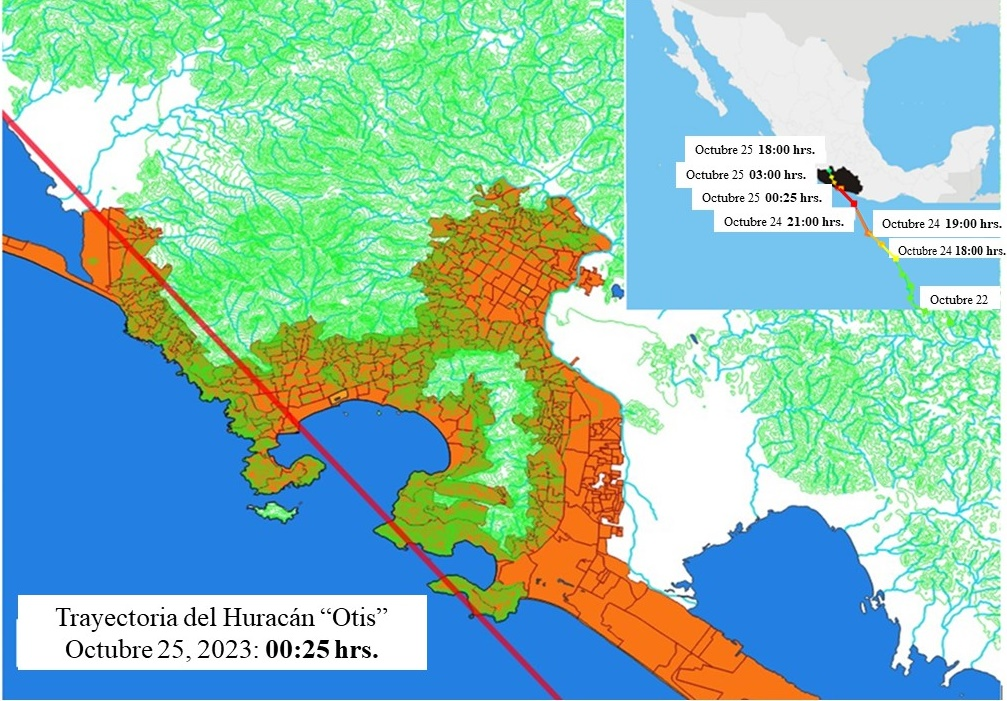 Octubre 25 18:00 hrs.
Octubre 25 03:00 hrs.
Octubre 25 00:25 hrs.
Octubre 24 21:00 hrs.
Octubre 24 19:00 hrs.
Octubre 24 18:00 hrs.
Octubre 22
Trayectoria del Huracán “Otis”
Octubre 25, 2023: 00:25 hrs.